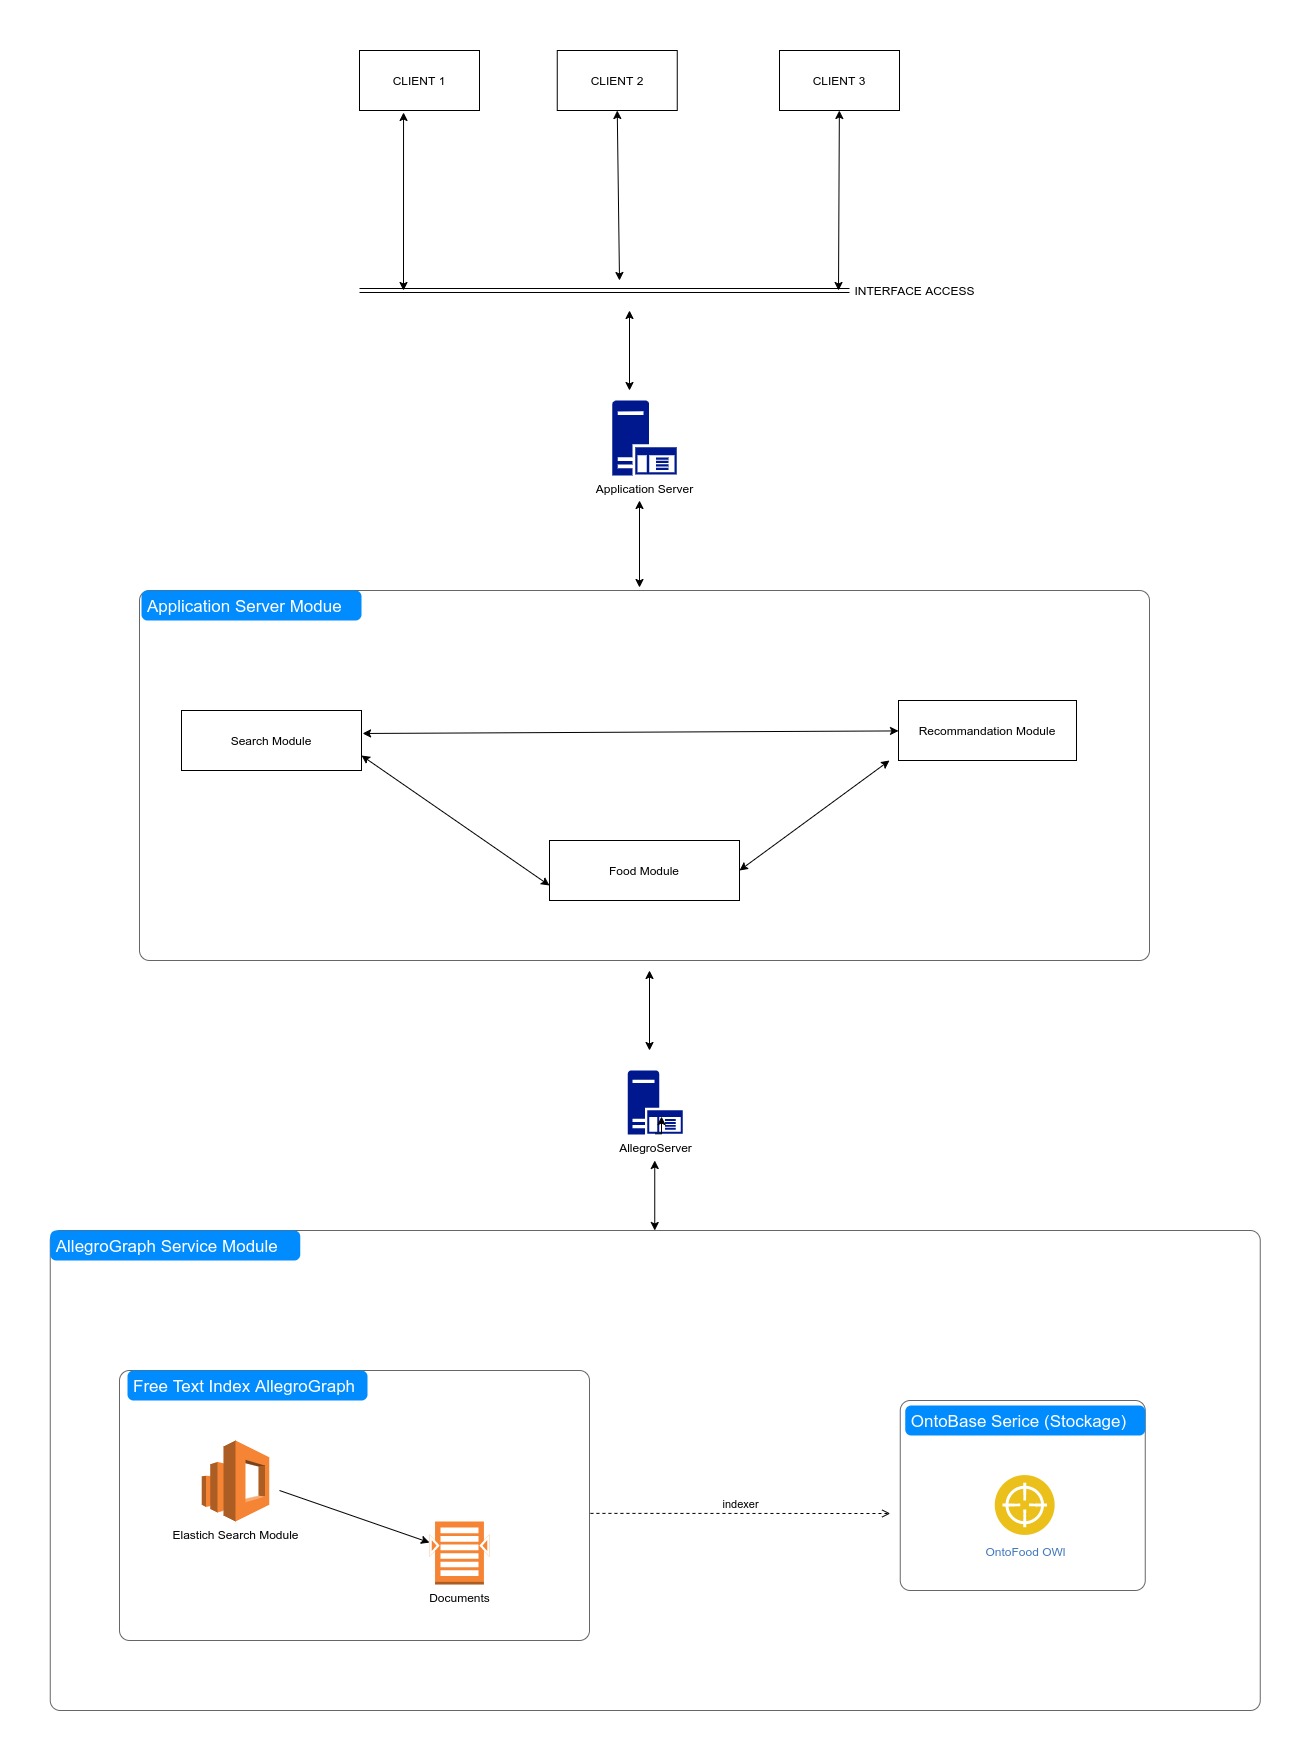 CLIENT 1
CLIENT 2
CLIENT 3
INTERFACE ACCESS
Application Server
Application Server Modue
Search Module
Recommandation Module
Food Module
AllegroServer
AllegroGraph Service Module
Free Text Index AllegroGraph
OntoBase Serice (Stockage)
indexer
Elastich Search Module
OntoFood OWl
Documents